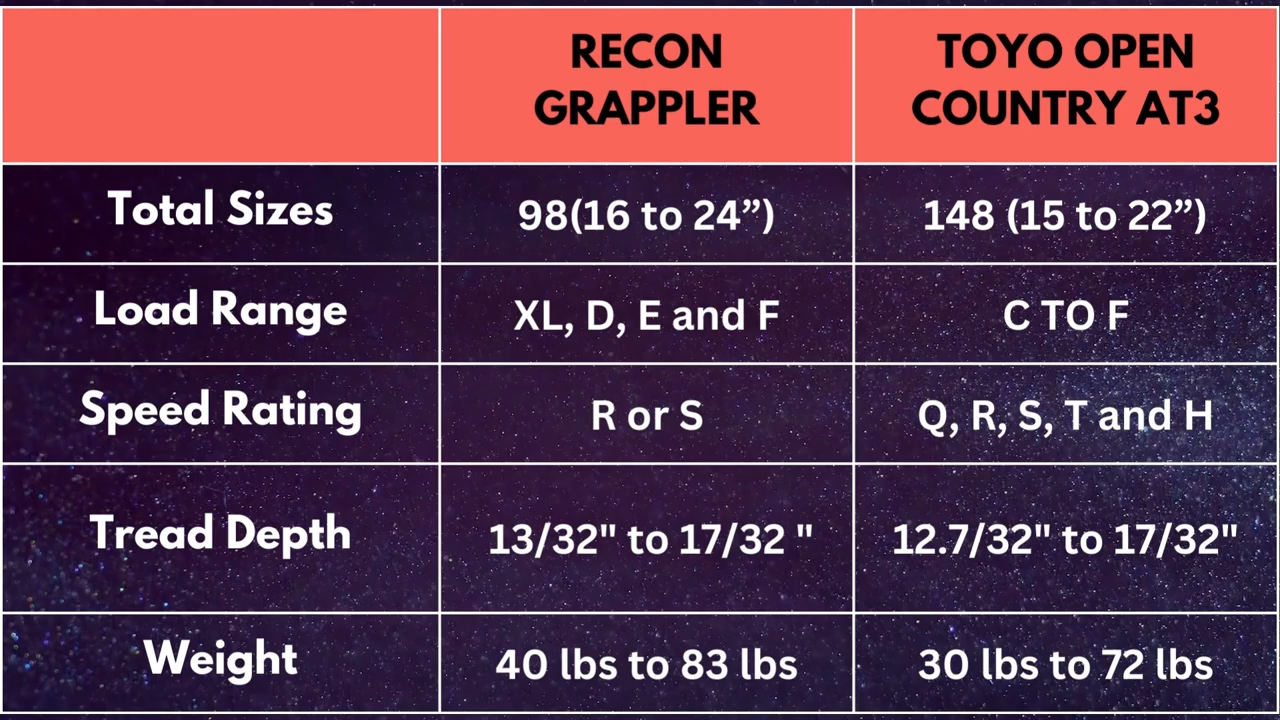 RECON
GRAPPLER
TOYO OPEN
COUNTRY AT3
Total Sizes
98(16 to 24”)
148 (15 to 22”)
Load Range
XL, D, E and F
C TO F
Speed Rating
R or S
Q, R, S, T and H
Tread Depth
13/32" to 17/32 "
12.7/32" to 17/32"
Weight
40 lbs to 83 lbs
30 lbs to 72 lbs